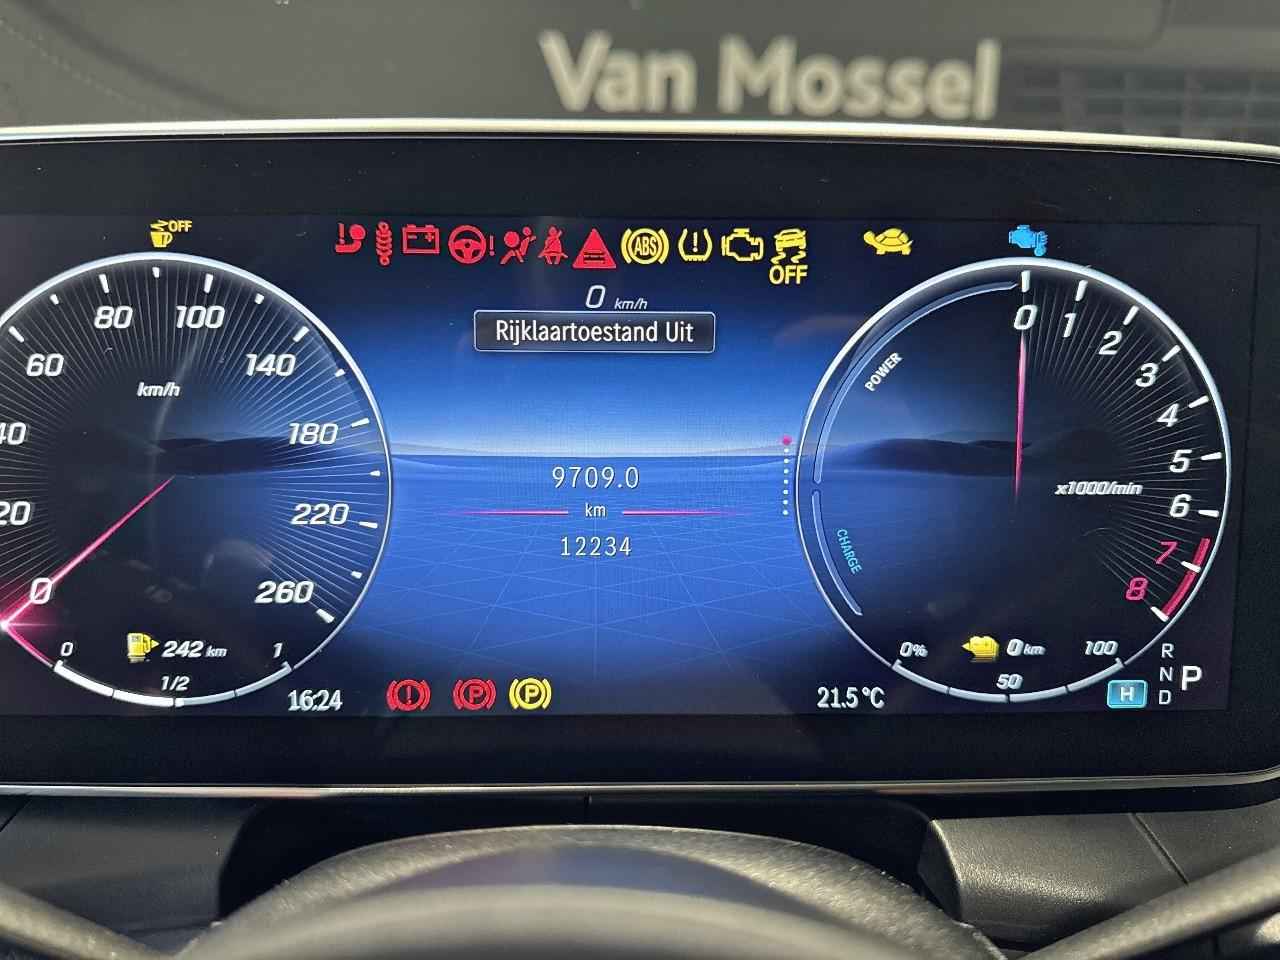 Van Mossel
OFF
ABS
OFF
0 km/h
Rijklaartoestand Uit
9709.0
km
12234
0
20
40
60
80
100
140
180
220
260
km/h
0 1/2 1
242 km
16:24
P
P
21.5 °C
0
1
2
3
4
5
6
7
8
x1000/min
POWER
CHARGE
0% 50 100
0 km
H
R
N
D
P